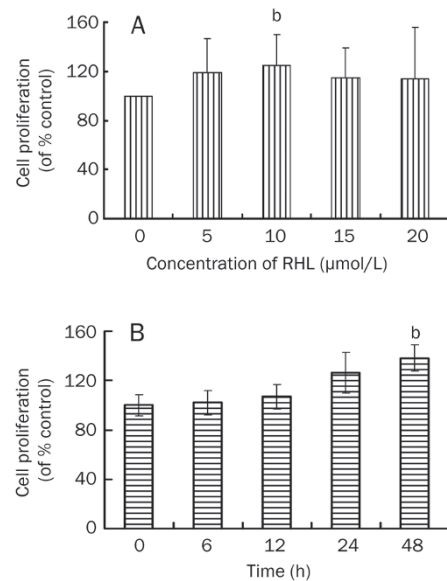 A
b
Cell proliferation
(of % control)
160
120
80
40
0
0 5 10 15 20
Concentration of RHL (μmol/L)
B
b
Cell proliferation
(of % control)
160
120
80
40
0
0 6 12 24 48
Time (h)